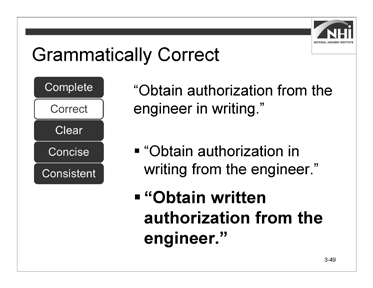 NHI
NATIONAL HIGHWAY INSTITUTE
Grammatically Correct
Complete
Correct
Clear
Concise
Consistent
“Obtain authorization from the
engineer in writing.”
▪ “Obtain authorization in
writing from the engineer.”
▪ “Obtain written
authorization from the
engineer.”
3-49